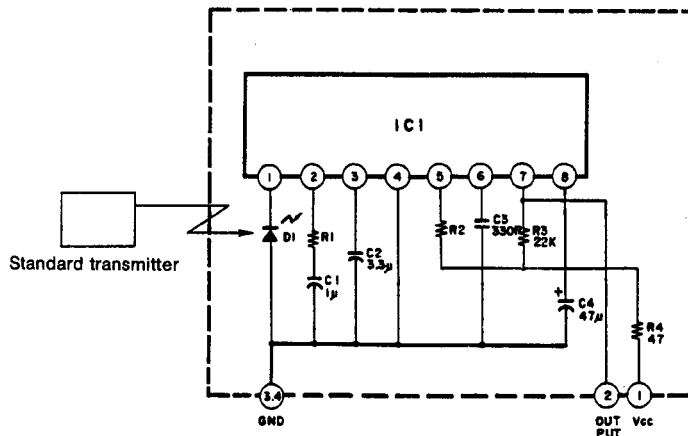 IC1
1 2 3 4 5 6 7 8
D1
R1
C1
1μ
C2
3.3μ
R2
C3
330P
R3
22K
+
C4
47μ
R4
47
Standard transmitter
3.4
GND
2
OUT
PUT
1
Vcc